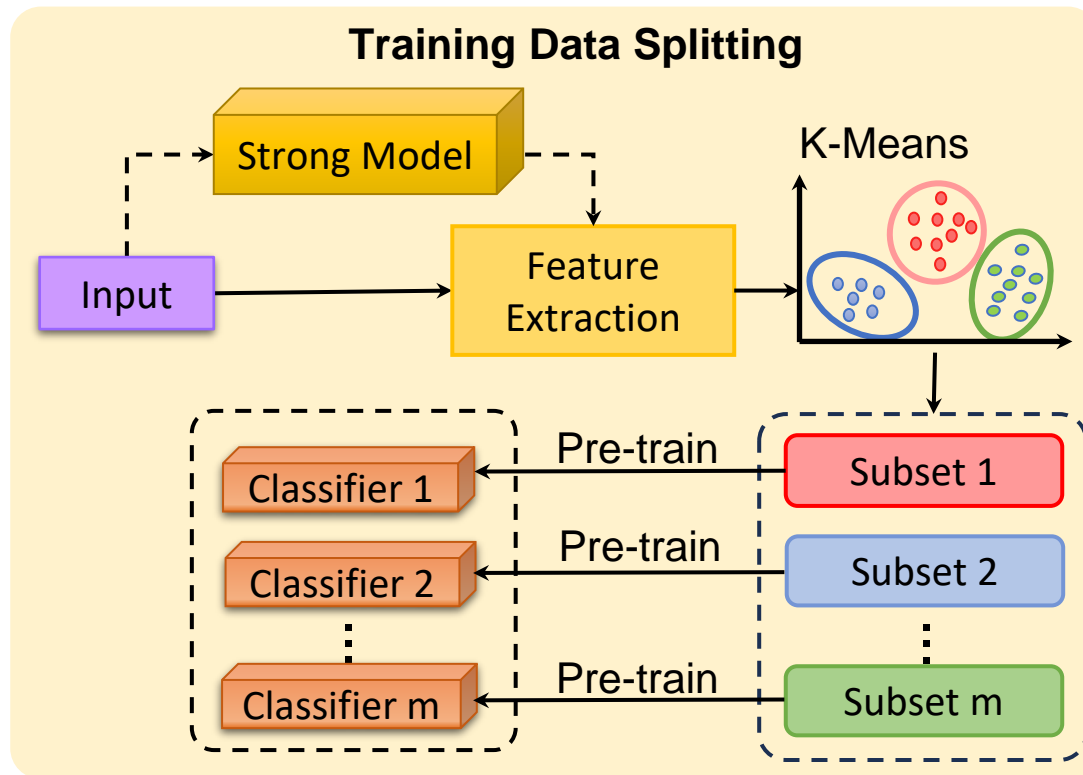 Training Data Splitting
Strong Model
K-Means
Input
Feature
Extraction
Pre-train
Classifier 1
Subset 1
Pre-train
Classifier 2
Subset 2
Pre-train
Classifier m
Subset m